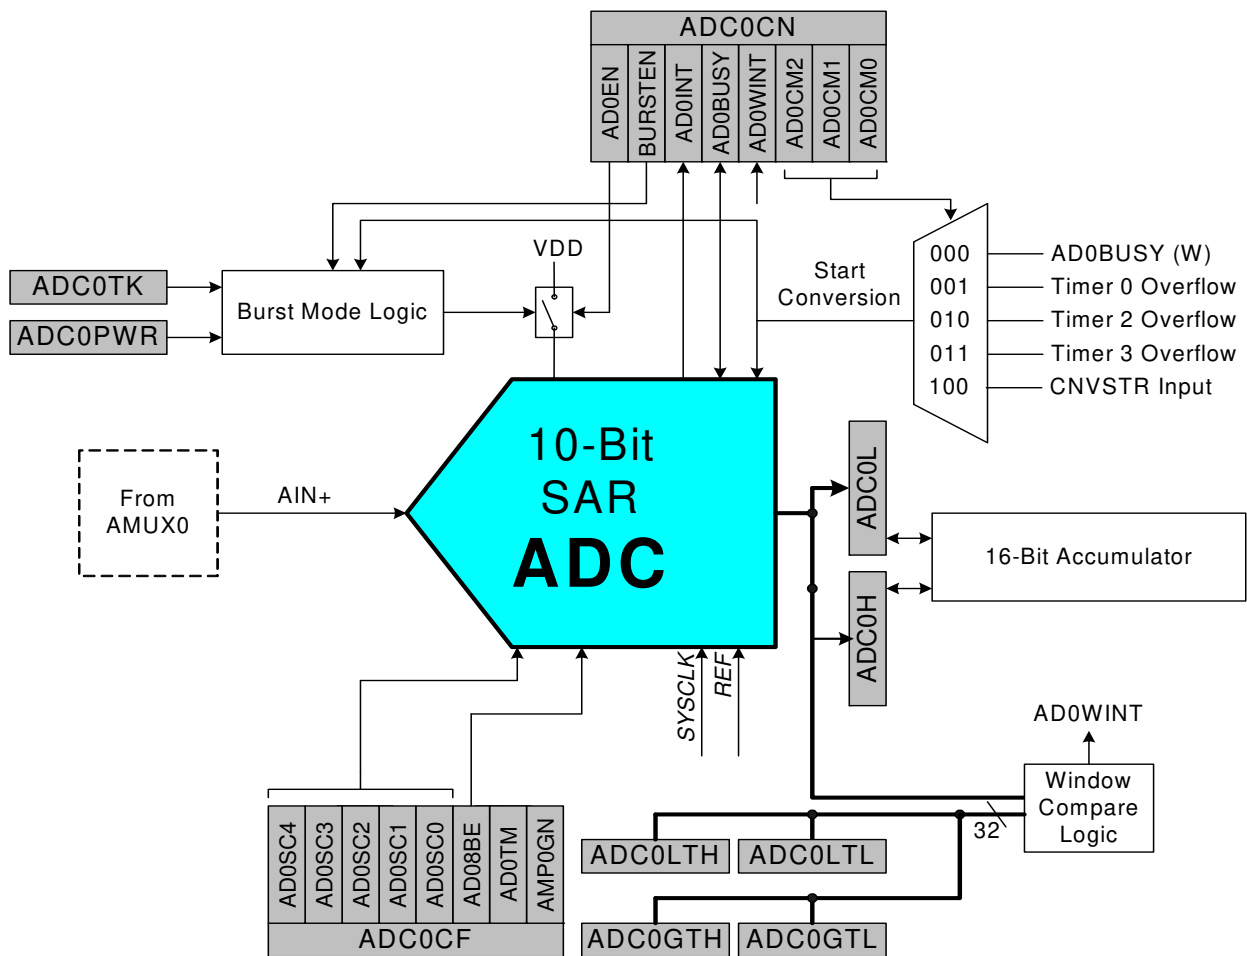 ADC0CN
AD0EN
BURSTEN
AD0INT
AD0BUSY
AD0WINT
AD0CM2
AD0CM1
AD0CM0
VDD
Start
Conversion
000
001
010
011
100
AD0BUSY (W)
Timer 0 Overflow
Timer 2 Overflow
Timer 3 Overflow
CNVSTR Input
ADC0TK
ADC0PWR
Burst Mode Logic
10-Bit
SAR
ADC
From
AMUX0
AIN+
ADC0L
ADC0H
16-Bit Accumulator
SYSCLK
REF
AD0WINT
Window
Compare
Logic
32
AD0SC4
AD0SC3
AD0SC2
AD0SC1
AD0SC0
AD08BE
AD0TM
AMP0GN
ADC0CF
ADC0LTH
ADC0LTL
ADC0GTH
ADC0GTL